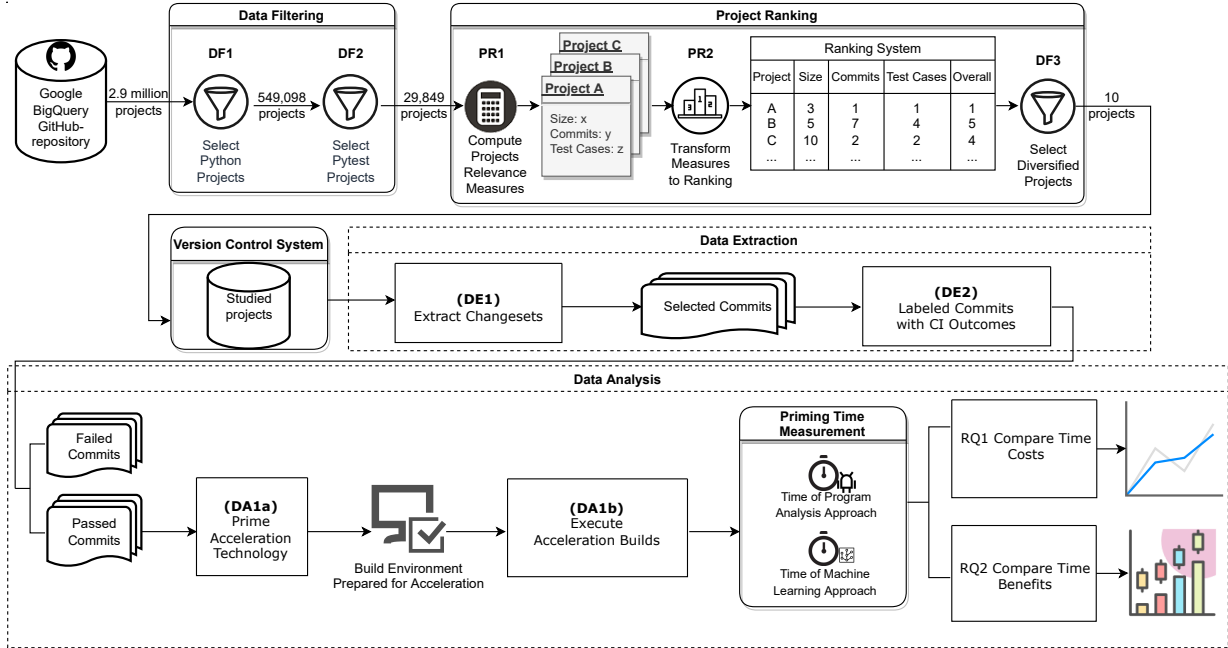 Data Filtering
Project Ranking
Google
BigQuery
GitHub-
repository
2.9 million
projects
DF1
Select
Python
Projects
549,098
projects
DF2
Select
Pytest
Projects
29,849
projects
PR1
Compute
Projects
Relevance
Measures
Project C
Project B
Project A
Size: x
Commits: y
Test Cases: z
PR2
Transform
Measures
to Ranking
Ranking System
Project Size Commits Test Cases Overall
A 3 1 1 1
B 5 7 4 5
C 10 2 2 4
... ... ... ... ...
DF3
Select
Diversified
Projects
10
projects
Version Control System
Studied
projects
Data Extraction
(DE1)
Extract Changesets
Selected Commits
(DE2)
Labeled Commits
with CI Outcomes
Data Analysis
Failed
Commits
Passed
Commits
(DA1a)
Prime
Acceleration
Technology
Build Environment
Prepared for Acceleration
(DA1b)
Execute
Acceleration Builds
Priming Time
Measurement
Time of Program
Analysis Approach
Time of Machine
Learning Approach
RQ1 Compare Time
Costs
RQ2 Compare Time
Benefits